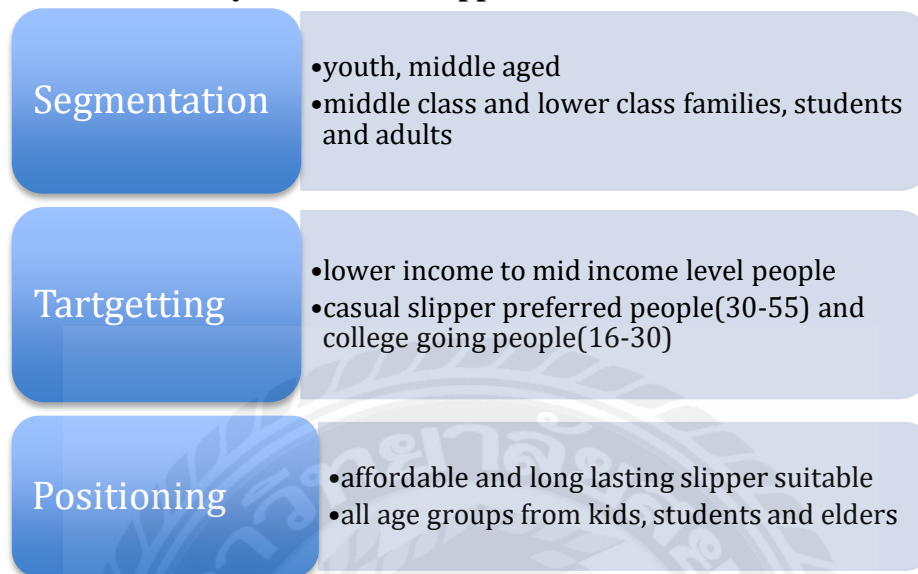 Segmentation
•youth, middle aged
•middle class and lower class families, students
and adults
Tartgetting
•lower income to mid income level people
•casual slipper preferred people(30-55) and
college going people(16-30)
Positioning
•affordable and long lasting slipper suitable
•all age groups from kids, students and elders